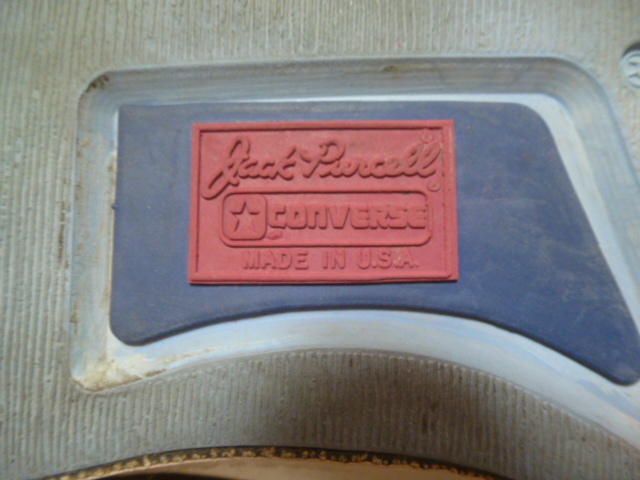 Jack Purcell®
CONVERSE®
MADE IN U.S.A.